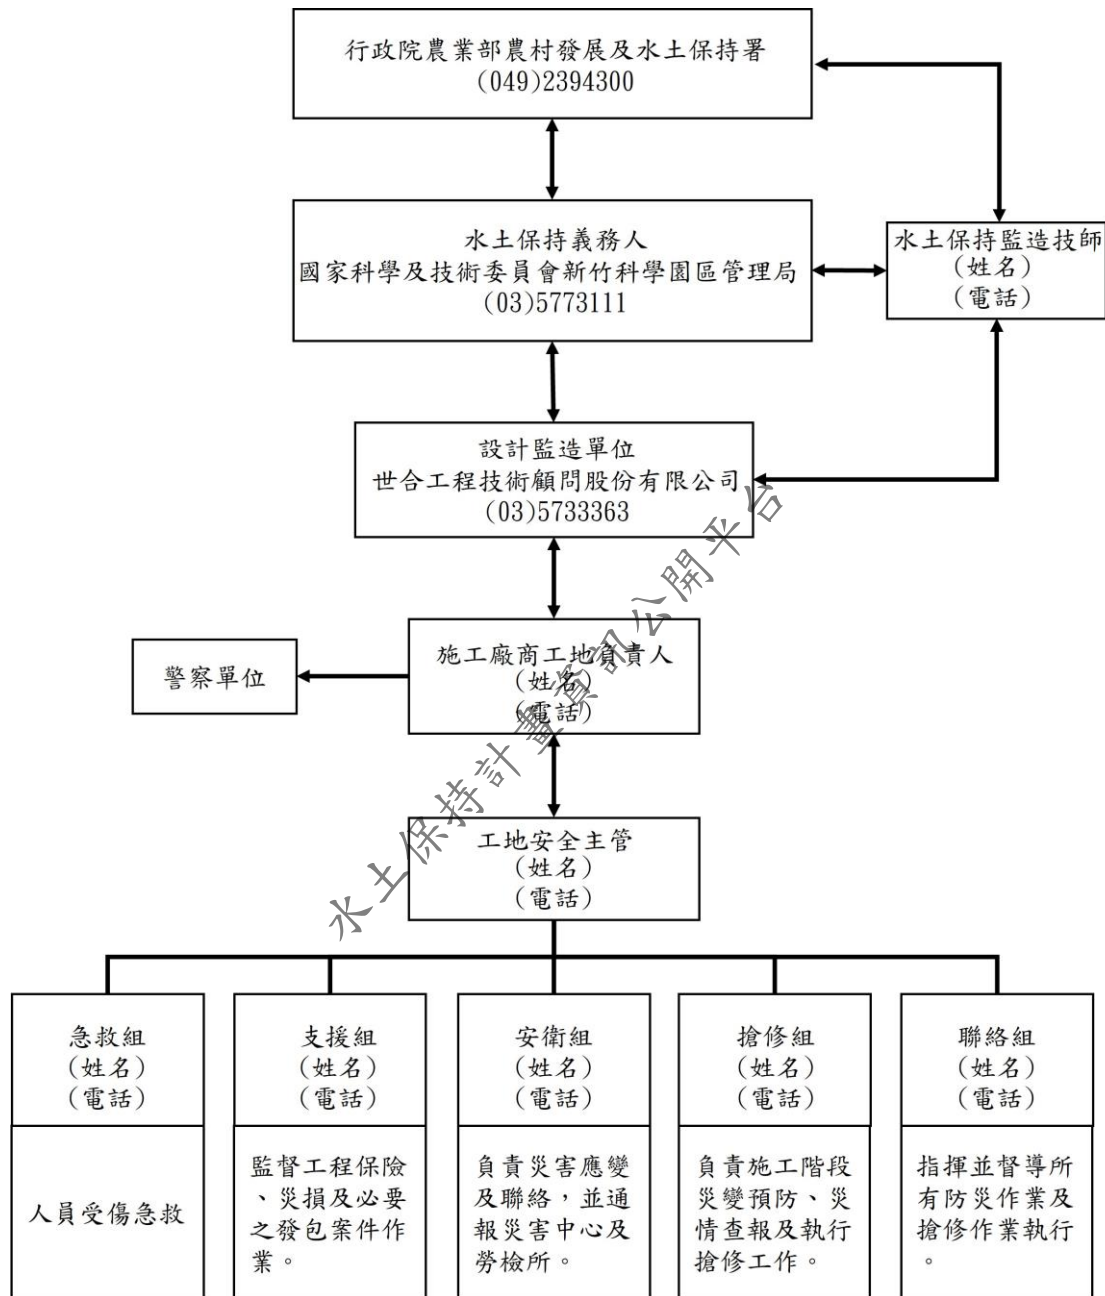 行政院農業部農村發展及水土保持署
(049)2394300
水土保持義務人
國家科學及技術委員會新竹科學園區管理局
(03)5773111
水土保持監造技師
(姓名)
(電話)
設計監造單位
世合工程技術顧問股份有限公司
(03)5733363
警察單位
施工廠商工地負責人
(姓名)
(電話)
工地安全主管
(姓名)
(電話)
急救組
(姓名)
(電話)
人員受傷急救
支援組
(姓名)
(電話)
監督工程保險
、災損及必要
之發包案件作
業。
安衛組
(姓名)
(電話)
負責災害應變
及聯絡，並通
報災害中心及
勞檢所。
搶修組
(姓名)
(電話)
負責施工階段
災變預防、災
情查報及執行
搶修工作。
聯絡組
(姓名)
(電話)
指揮並督導所
有防災作業及
搶修作業執行
。
水土保持計畫資訊公開平台